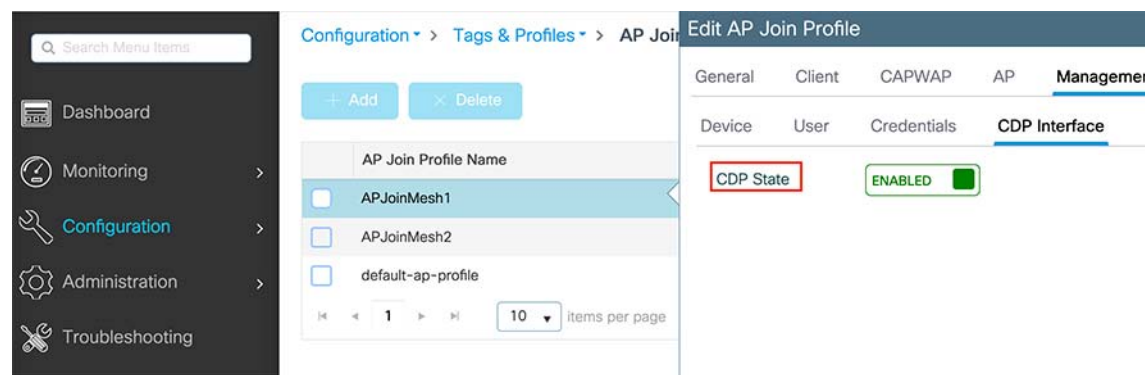 Search Menu Items
Dashboard
Monitoring
Configuration
Administration
Troubleshooting
Configuration > Tags & Profiles > AP Joi
+ Add
× Delete
AP Join Profile Name
APJoinMesh1
APJoinMesh2
default-ap-profile
1
10 items per page
Edit AP Join Profile
General Client CAPWAP AP Managemen
Device User Credentials CDP Interface
CDP State ENABLED